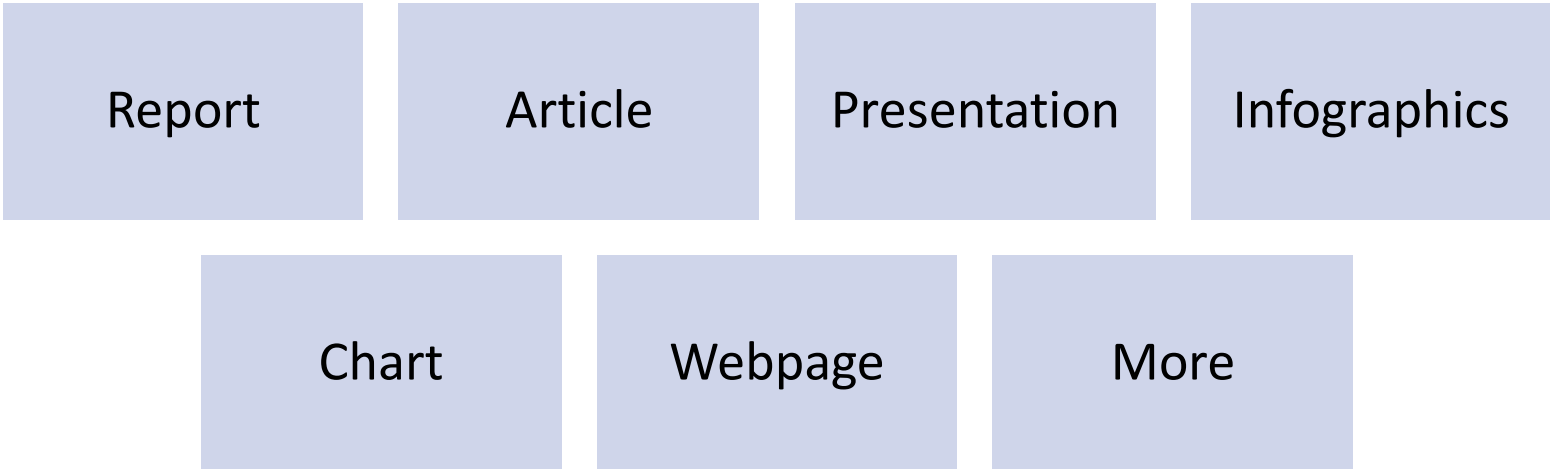 Report
Article
Presentation
Infographics
Chart
Webpage
More